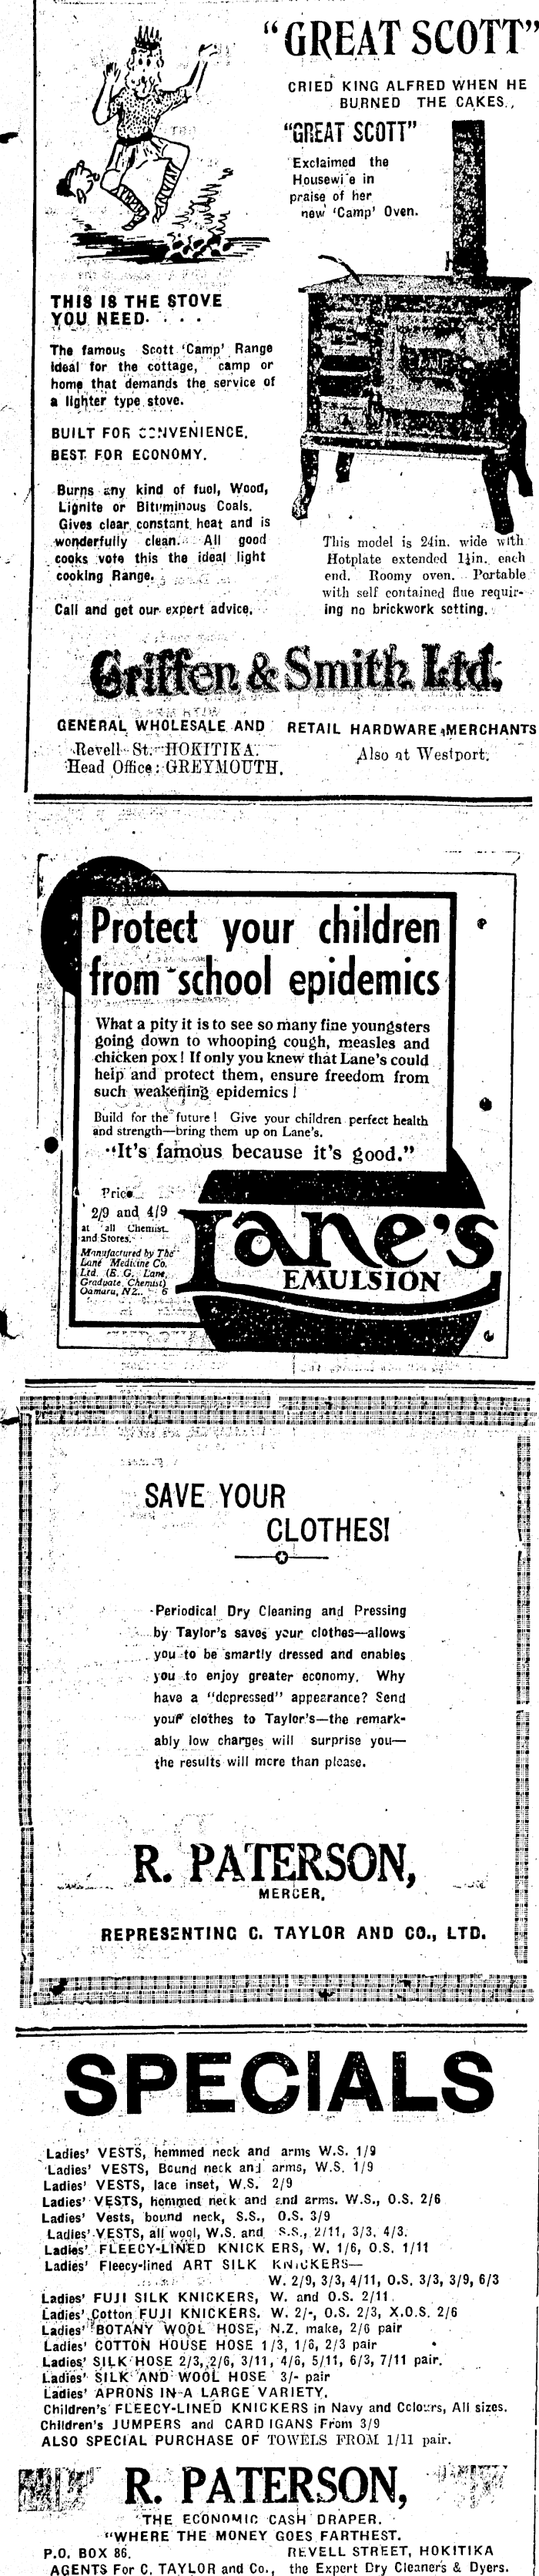 "GREAT SCOTT"
CRIED KING ALFRED WHEN HE
BURNED THE CAKES.,
"GREAT SCOTT"
Exclaimed the
Housewi e in
praise of her
new 'Camp' Oven.
THIS IS THE STOVE
YOU NEED. . . .
The famous Scott 'Camp' Range
ideal for the cottage, camp or
home that demands the service of
a lighter type stove.
BUILT FOR CONVENIENCE.
BEST FOR ECONOMY.
Burns any kind of fuel, Wood,
Lignite or Bituminous Coals.
Gives clear constant heat and is
wonderfully clean. All good
cooks vote this the ideal light
cooking Range.
Call and get our expert advice.
This model is 24in. wide with
Hotplate extended 1½in. each
end. Roomy oven. Portable
with self contained flue requir-
ing no brickwork setting.
Griffen & Smith Ltd.
GENERAL WHOLESALE AND RETAIL HARDWARE MERCHANTS
Revell St. HOKITIKA. Also at Westport.
Head Office: GREYMOUTH.
Protect your children
from school epidemics
What a pity it is to see so many fine youngsters
going down to whooping cough, measles and
chicken pox! If only you knew that Lane's could
help and protect them, ensure freedom from
such weakening epidemics!
Build for the future! Give your children perfect health
and strength—bring them up on Lane's.
"It's famous because it's good."
Price
2/9 and 4/9
at all Chemist
and Stores.
Manufactured by The
Lane Medicine Co.
Ltd. (E. G. Lane,
Graduate Chemist)
Oamaru, N.Z. 6
Lane's
EMULSION
SAVE YOUR
CLOTHES!
Periodical Dry Cleaning and Pressing
by Taylor's saves your clothes—allows
you to be smartly dressed and enables
you to enjoy greater economy. Why
have a "depressed" appearance? Send
your clothes to Taylor's—the remark-
ably low charges will surprise you—
the results will more than please.
R. PATERSON,
MERCER,
REPRESENTING C. TAYLOR AND CO., LTD.
SPECIALS
Ladies' VESTS, hemmed neck and arms W.S. 1/9
Ladies' VESTS, Bound neck and arms, W.S. 1/9
Ladies' VESTS, lace inset, W.S. 2/9
Ladies' VESTS, hemmed neck and and arms. W.S., O.S. 2/6
Ladies' Vests, bound neck, S.S., O.S. 3/9
Ladies' VESTS, all wool, W.S. and S.S., 2/11, 3/3, 4/3.
Ladies' FLEECY-LINED KNICK ERS, W. 1/6, O.S. 1/11
Ladies' Fleecy-lined ART SILK KNICKERS—
W. 2/9, 3/3, 4/11, O.S. 3/3, 3/9, 6/3
Ladies' FUJI SILK KNICKERS, W. and O.S. 2/11
Ladies' Cotton FUJI KNICKERS. W. 2/-, O.S. 2/3, X.O.S. 2/6
Ladies' BOTANY WOOL HOSE, N.Z. make, 2/6 pair
Ladies' COTTON HOUSE HOSE 1/3, 1/6, 2/3 pair
Ladies' SILK HOSE 2/3, 2/6, 3/11, 4/6, 5/11, 6/3, 7/11 pair.
Ladies' SILK AND WOOL HOSE 3/- pair
Ladies' APRONS IN A LARGE VARIETY.
Children's FLEECY-LINED KNICKERS in Navy and Colours, All sizes.
Children's JUMPERS and CARD IGANS From 3/9
ALSO SPECIAL PURCHASE OF TOWELS FROM 1/11 pair.
R. PATERSON,
THE ECONOMIC CASH DRAPER.
"WHERE THE MONEY GOES FARTHEST.
P.O. BOX 86. REVELL STREET, HOKITIKA
AGENTS For C. TAYLOR and Co., the Expert Dry Cleaners & Dyers.